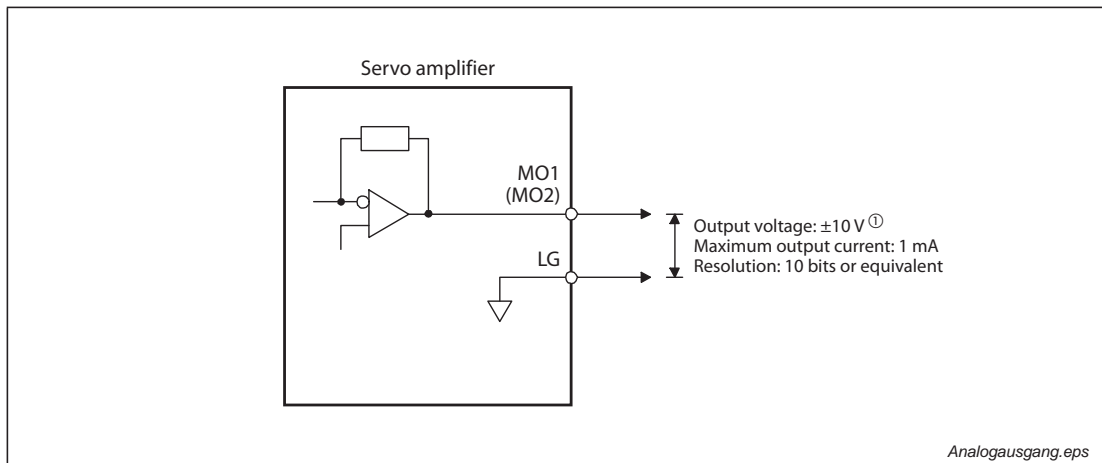 Servo amplifier
MO1
(MO2)
LG
Output voltage: ±10 V ①
Maximum output current: 1 mA
Resolution: 10 bits or equivalent
Analogausgang.eps